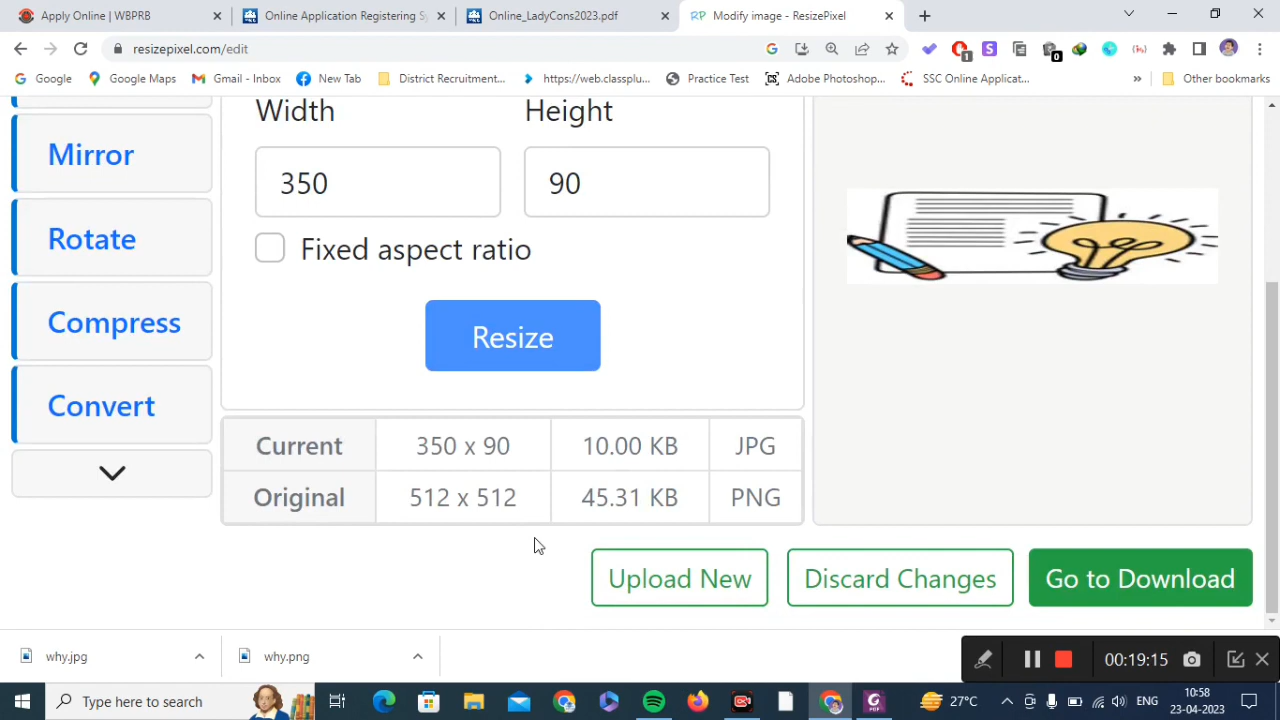 Apply Online | WBPRB
Online Application Registering Sy
Online_LadyCons2023.pdf
RP Modify image - ResizePixel
resizepixel.com/edit
Google
Google Maps
Gmail - Inbox
New Tab
District Recruitment...
https://web.classplu...
Practice Test
Adobe Photoshop...
SSC Online Applicat...
Other bookmarks
Width
Height
350
90
Fixed aspect ratio
Resize
Mirror
Rotate
Compress
Convert
Current 350 x 90 10.00 KB JPG
Original 512 x 512 45.31 KB PNG
Upload New
Discard Changes
Go to Download
why.jpg
why.png
00:19:15
Type here to search
27°C
ENG
10:58
23-04-2023